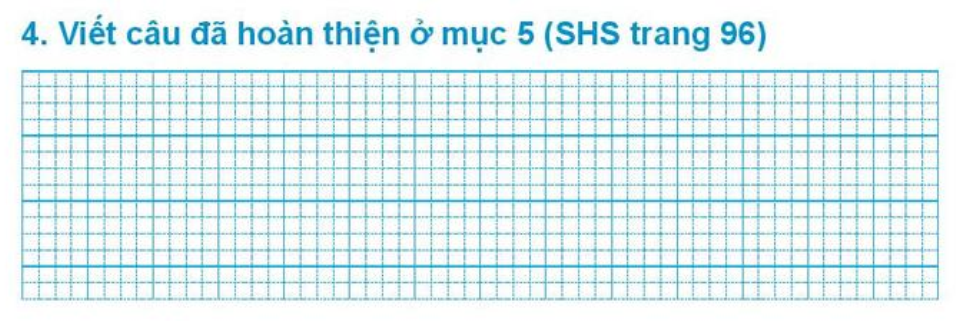 4. Viết câu đã hoàn thiện ở mục 5 (SHS trang 96)